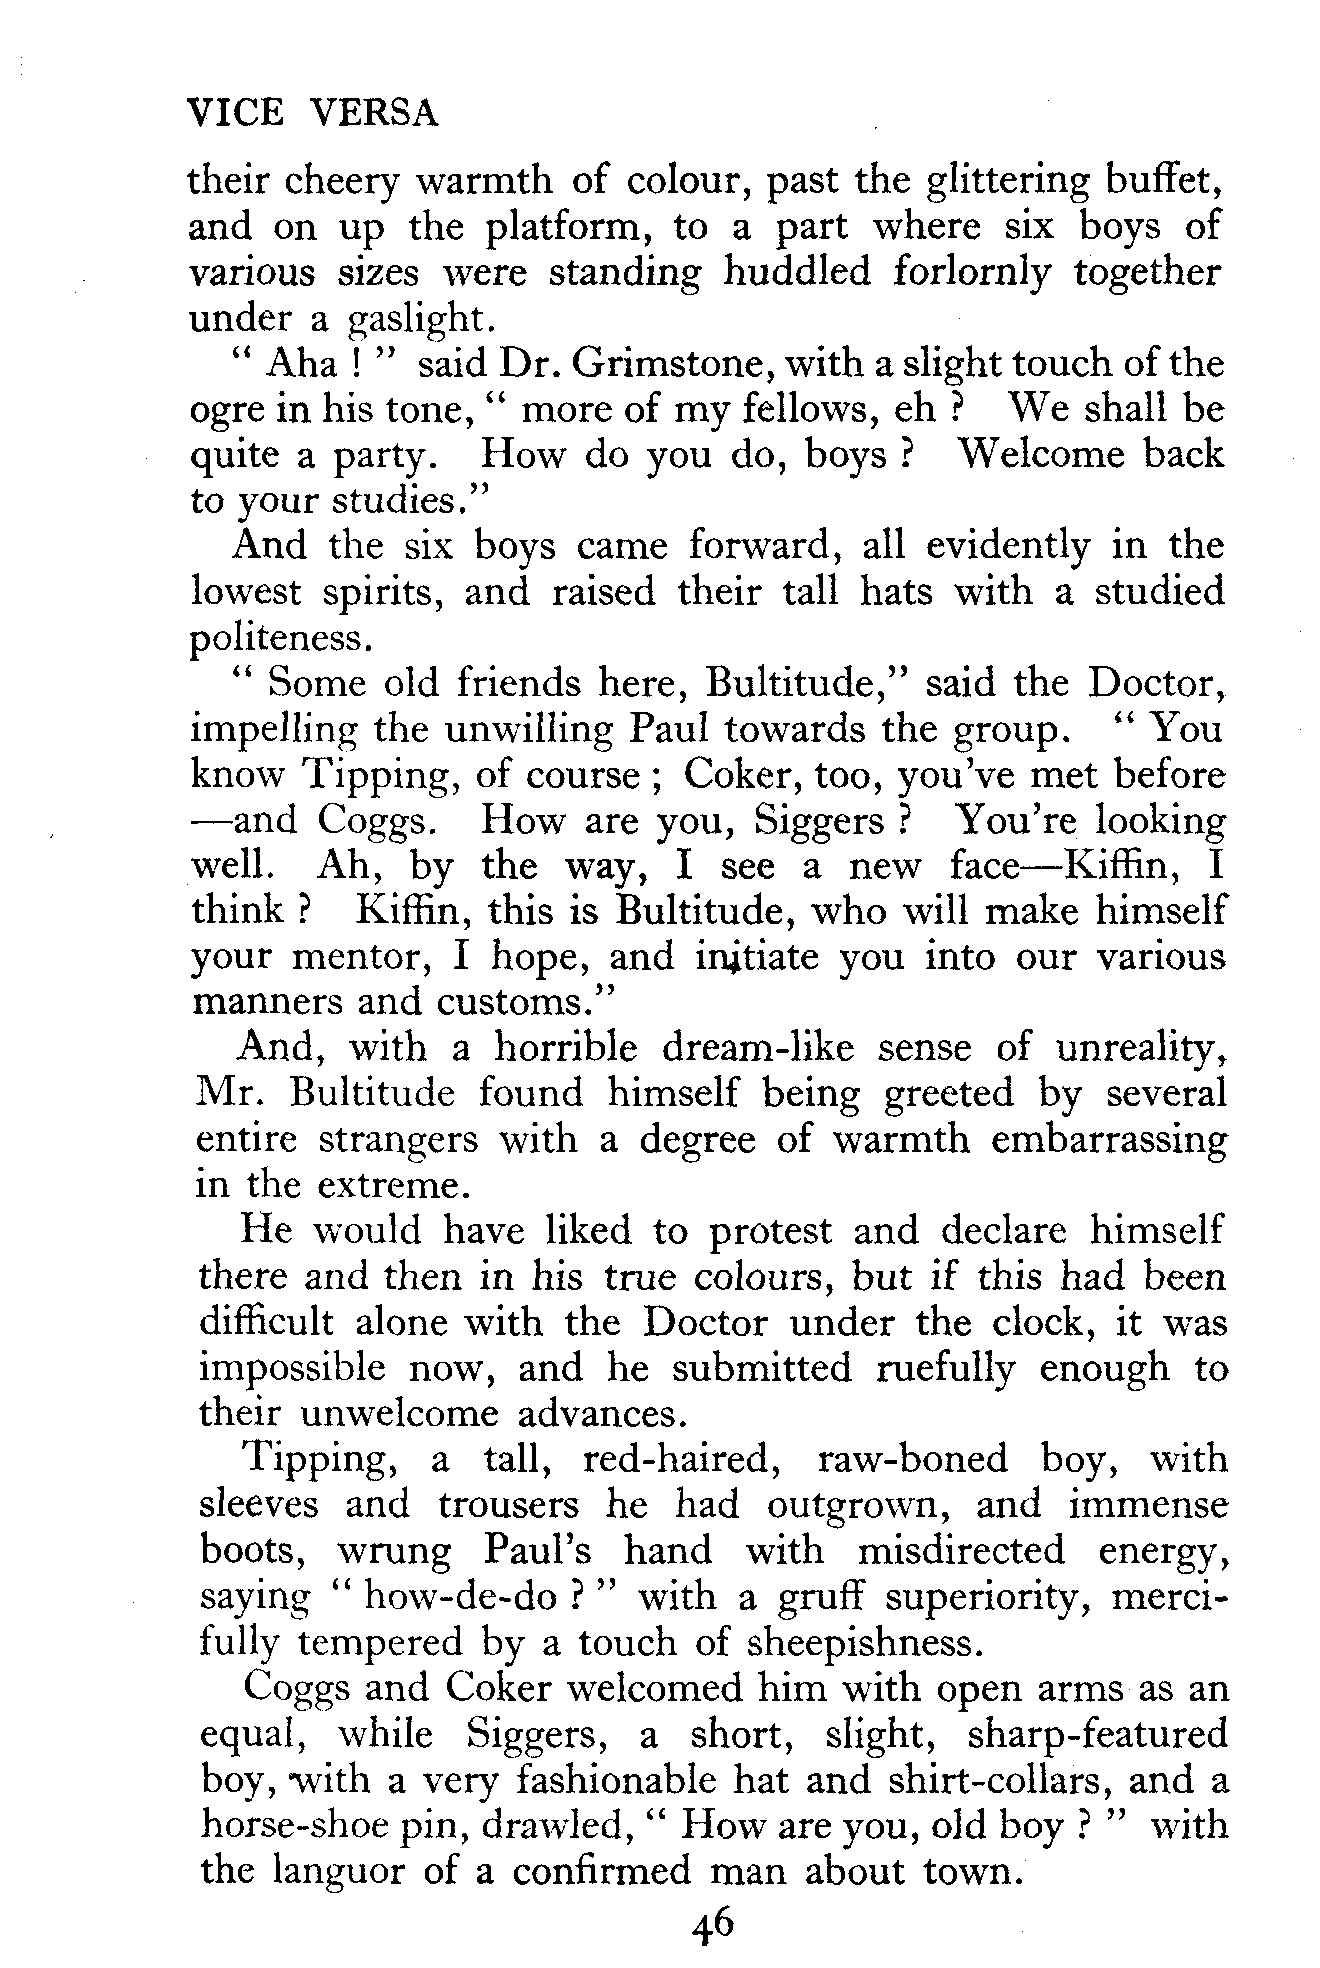 VICE VERSA
their cheery warmth of colour, past the glittering buffet,
and on up the platform, to a part where six boys of
various sizes were standing huddled forlornly together
under a gaslight.
“ Aha ! ” said Dr. Grimstone, with a slight touch of the
ogre in his tone, “ more of my fellows, eh ? We shall be
quite a party. How do you do, boys ? Welcome back
to your studies.”
And the six boys came forward, all evidently in the
lowest spirits, and raised their tall hats with a studied
politeness.
“ Some old friends here, Bultitude,” said the Doctor,
impelling the unwilling Paul towards the group. “ You
know Tipping, of course ; Coker, too, you’ve met before
—and Coggs. How are you, Siggers ? You’re looking
well. Ah, by the way, I see a new face—Kiffin, I
think ? Kiffin, this is Bultitude, who will make himself
your mentor, I hope, and initiate you into our various
manners and customs.”
And, with a horrible dream-like sense of unreality,
Mr. Bultitude found himself being greeted by several
entire strangers with a degree of warmth embarrassing
in the extreme.
He would have liked to protest and declare himself
there and then in his true colours, but if this had been
difficult alone with the Doctor under the clock, it was
impossible now, and he submitted ruefully enough to
their unwelcome advances.
Tipping, a tall, red-haired, raw-boned boy, with
sleeves and trousers he had outgrown, and immense
boots, wrung Paul’s hand with misdirected energy,
saying “ how-de-do ? ” with a gruff superiority, merci-
fully tempered by a touch of sheepishness.
Coggs and Coker welcomed him with open arms as an
equal, while Siggers, a short, slight, sharp-featured
boy, with a very fashionable hat and shirt-collars, and a
horse-shoe pin, drawled, “ How are you, old boy ? ” with
the languor of a confirmed man about town.
46